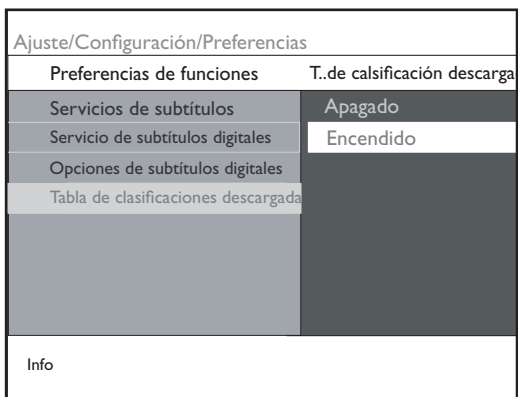 Ajuste/Configuración/Preferencias
Preferencias de funciones
T..de calsificación descarga
Servicios de subtítulos
Apagado
Servicio de subtítulos digitales
Encendido
Opciones de subtítulos digitales
Tabla de clasificaciones descargada
Info